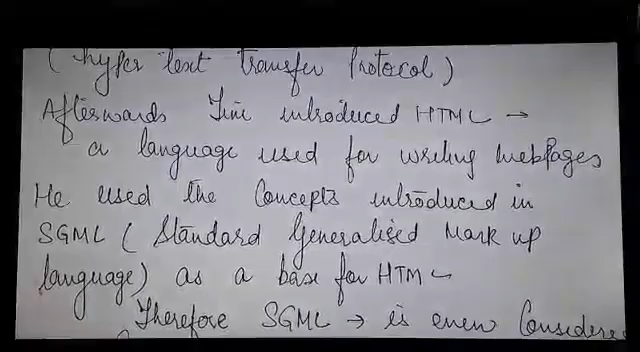 (hyper text transfer Protocol)
Afterwards Tim introduced HTML →
a language used for writing webpages
He used the Concepts introduced in
SGML (Standard Generalised Mark up
language) as a base for HTML
Therefore SGML → is even Considere